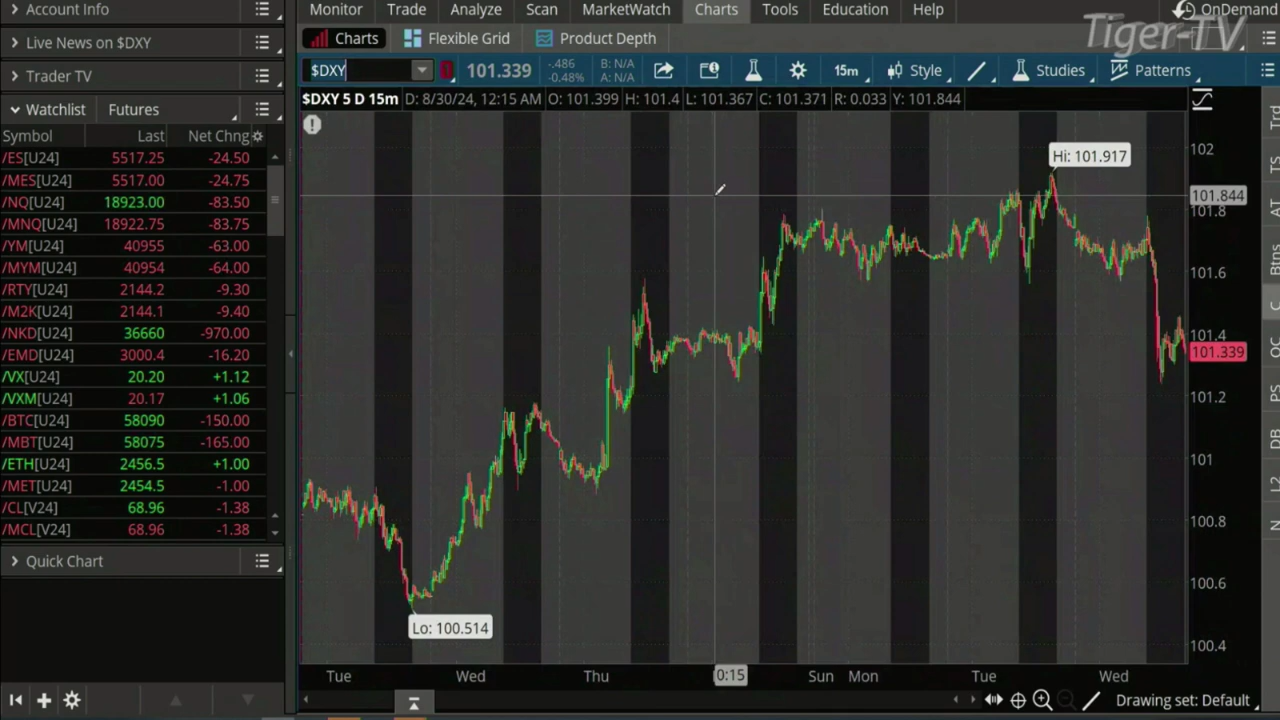 Account Info
Monitor Trade Analyze Scan MarketWatch Charts Tools Education Help OnDemand
Tiger-TV
Live News on $DXY
Charts Flexible Grid Product Depth
Trader TV
$DXY 101.339 -.486 -0.48% B: N/A A: N/A 15m Style Studies Patterns
Watchlist Futures
$DXY 5 D 15m D: 8/30/24, 12:15 AM O: 101.399 H: 101.4 L: 101.367 C: 101.371 R: 0.033 Y: 101.844
Symbol Last Net Chng
/ES[U24] 5517.25 -24.50
/MES[U24] 5517.00 -24.75
/NQ[U24] 18923.00 -83.50
/MNQ[U24] 18922.75 -83.75
/YM[U24] 40955 -63.00
/MYM[U24] 40954 -64.00
/RTY[U24] 2144.2 -9.30
/M2K[U24] 2144.1 -9.40
/NKD[U24] 36660 -970.00
/EMD[U24] 3000.4 -16.20
/VX[U24] 20.20 +1.12
/VXM[U24] 20.17 +1.06
/BTC[U24] 58090 -150.00
/MBT[U24] 58075 -165.00
/ETH[U24] 2456.5 +1.00
/MET[U24] 2454.5 -1.00
/CL[V24] 68.96 -1.38
/MCL[V24] 68.96 -1.38
Quick Chart
Hi: 101.917
Lo: 100.514
102
101.844
101.8
101.6
101.4
101.339
101.2
101
100.8
100.6
100.4
Tue Wed Thu 0:15 Sun Mon Tue Wed
Drawing set: Default
Trd
TS
AT
Btns
C
OC
PS
DB
L2
N